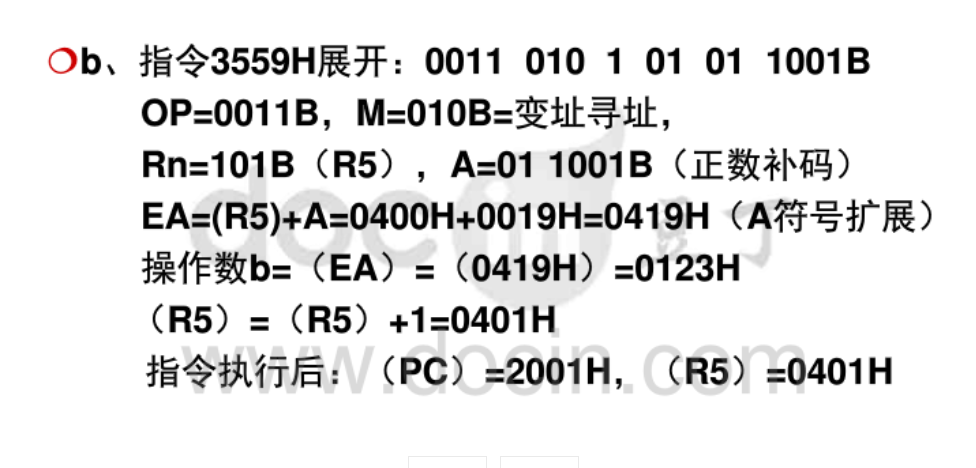 b、指令3559H展开：0011 010 1 01 01 1001B
OP=0011B，M=010B=变址寻址，
Rn=101B（R5），A=01 1001B（正数补码）
EA=(R5)+A=0400H+0019H=0419H（A符号扩展）
操作数b=（EA）=（0419H）=0123H
（R5）=（R5）+1=0401H
指令执行后：（PC）=2001H，（R5）=0401H
www.docin.com